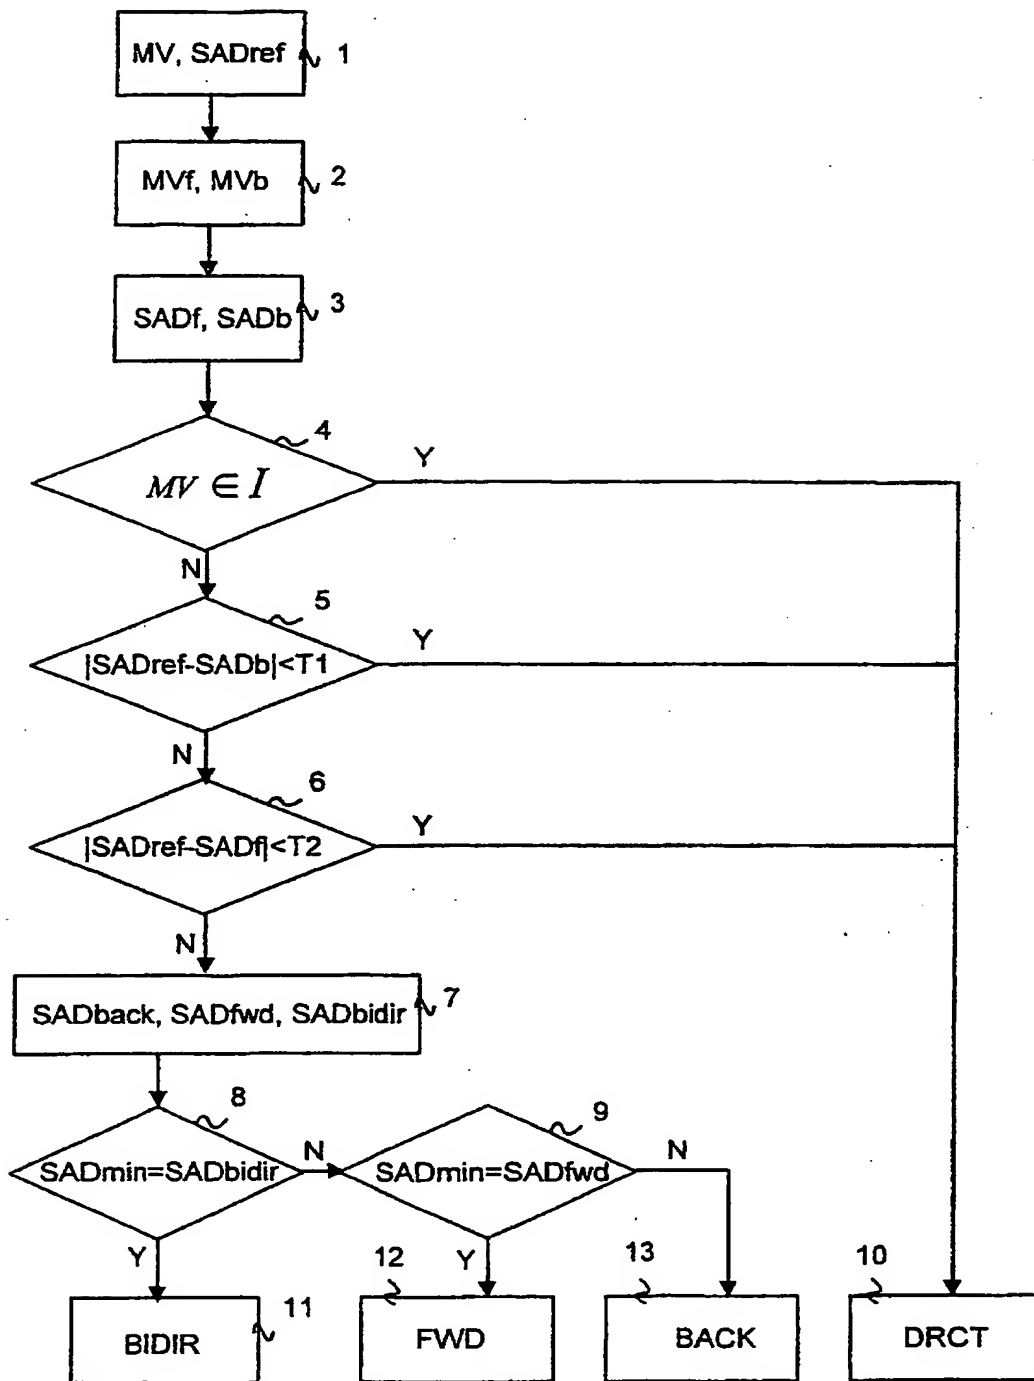 MV, SADref 1
MVf, MVb 2
SADf, SADb 3
4
MV ∈ I Y
N
5
|SADref-SADb|<T1 Y
N
6
|SADref-SADf|<T2 Y
N
SADback, SADfwd, SADbidir 7
8
SADmin=SADbidir N
9
SADmin=SADfwd N
Y Y
12 13 10
BIDIR 11 FWD BACK DRCT